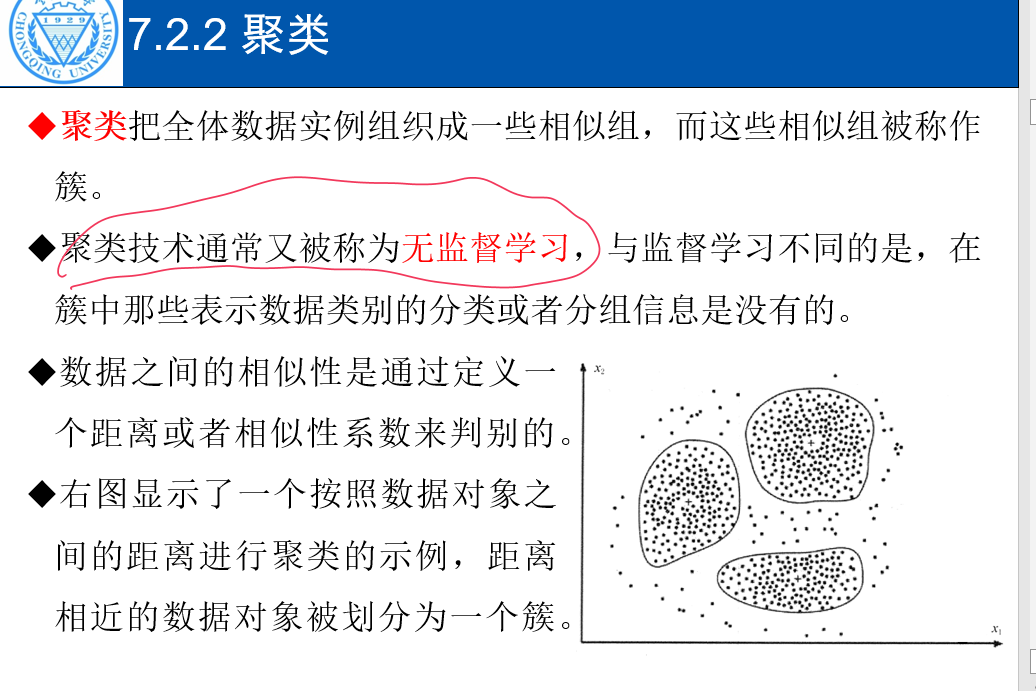 CHONGQING UNIVERSITY
1929
7.2.2 聚类
◆聚类把全体数据实例组织成一些相似组，而这些相似组被称作
簇。
◆聚类技术通常又被称为无监督学习，与监督学习不同的是，在
簇中那些表示数据类别的分类或者分组信息是没有的。
◆数据之间的相似性是通过定义一
个距离或者相似性系数来判别的。
◆右图显示了一个按照数据对象之
间的距离进行聚类的示例，距离
相近的数据对象被划分为一个簇。
x₂
x₁